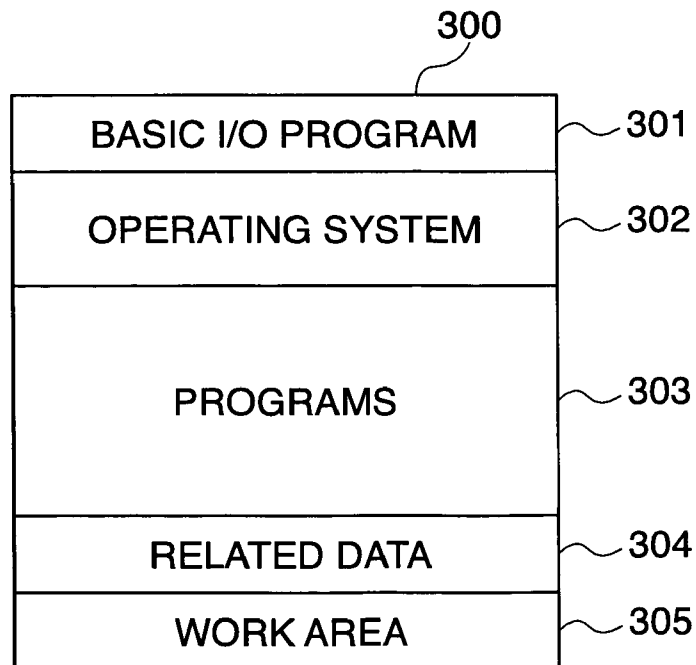 300
BASIC I/O PROGRAM 301
OPERATING SYSTEM 302
PROGRAMS 303
RELATED DATA 304
WORK AREA 305